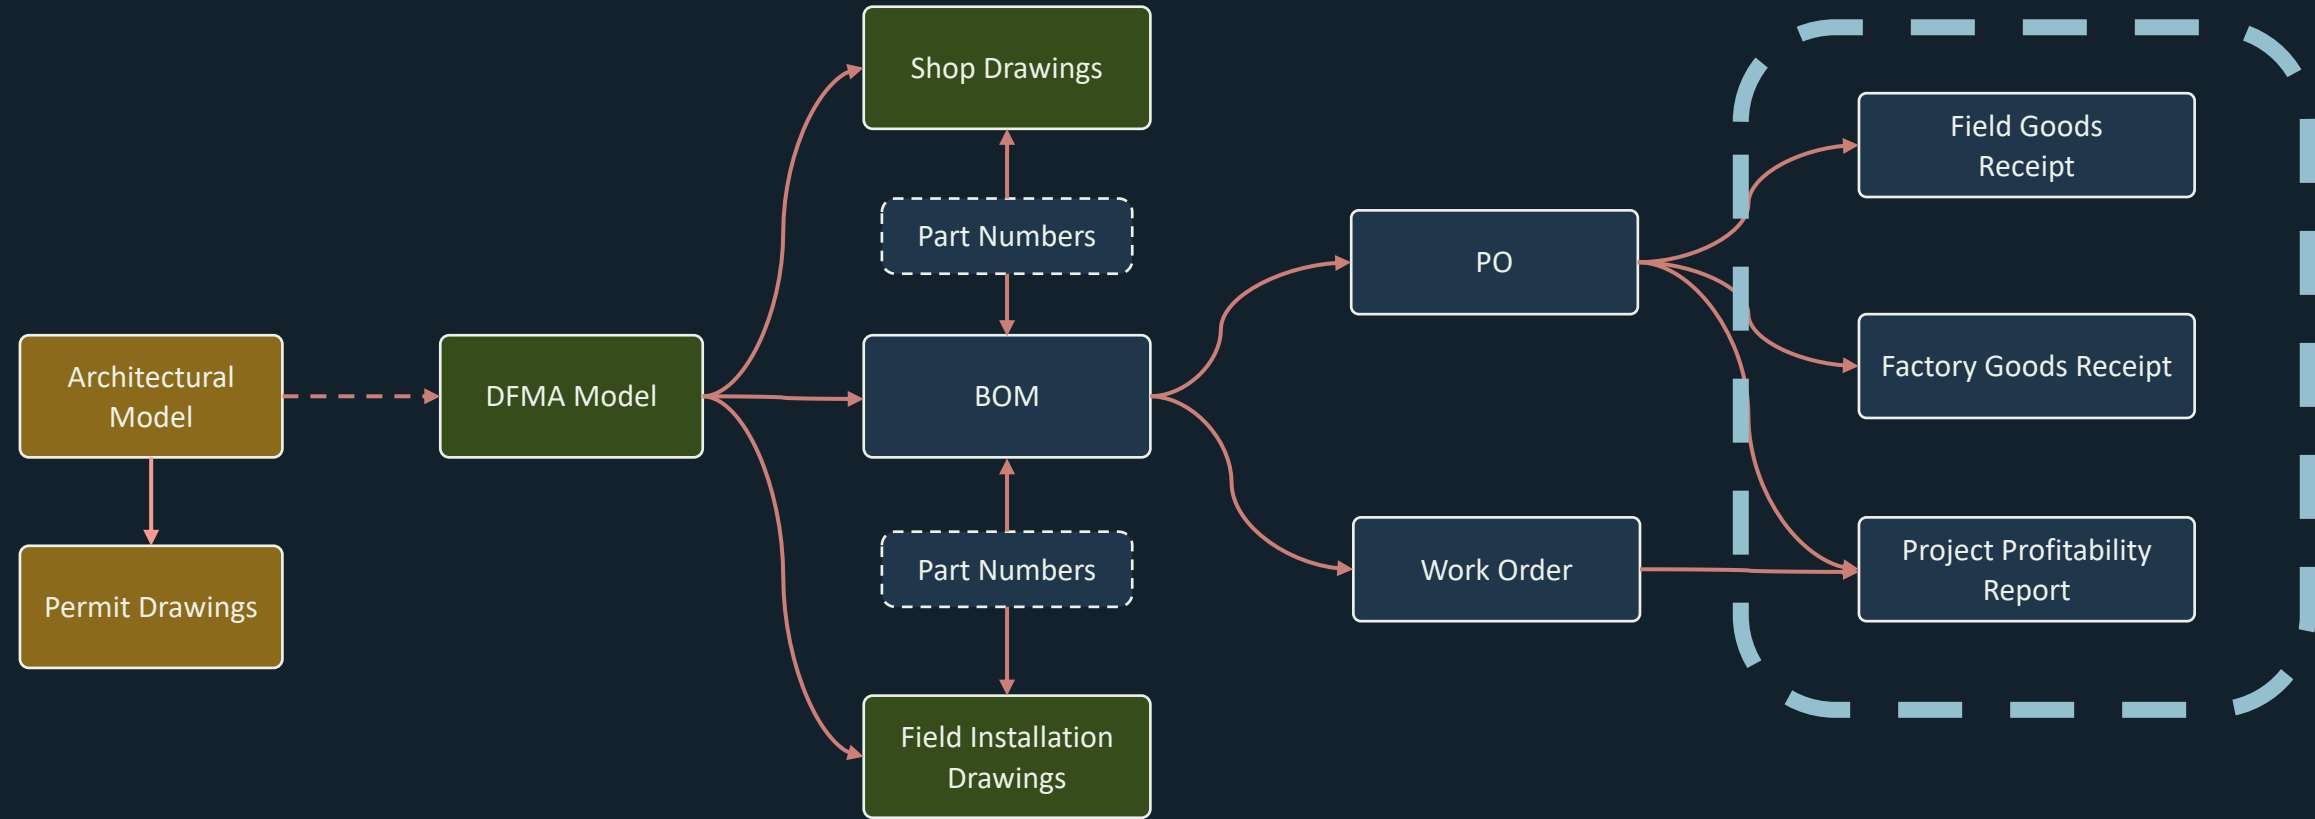 Architectural
Model
Permit Drawings
DFMA Model
Shop Drawings
Part Numbers
BOM
Part Numbers
Field Installation
Drawings
PO
Work Order
Field Goods
Receipt
Factory Goods Receipt
Project Profitability
Report